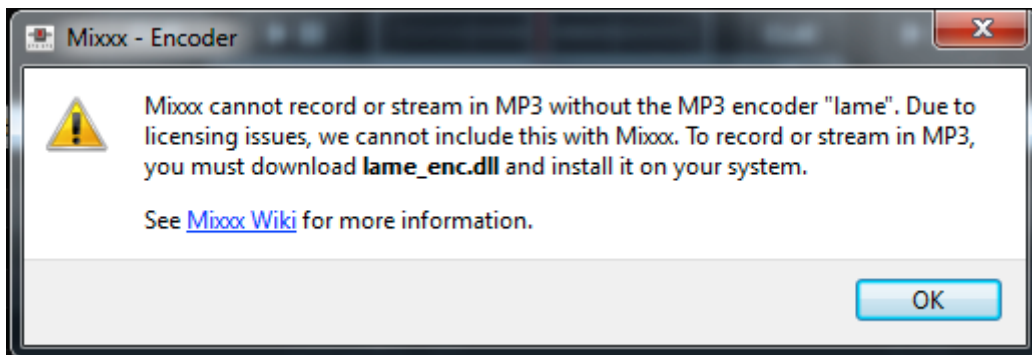 Mixxx - Encoder
Mixxx cannot record or stream in MP3 without the MP3 encoder "lame". Due to
licensing issues, we cannot include this with Mixxx. To record or stream in MP3,
you must download lame_enc.dll and install it on your system.
See Mixxx Wiki for more information.
OK